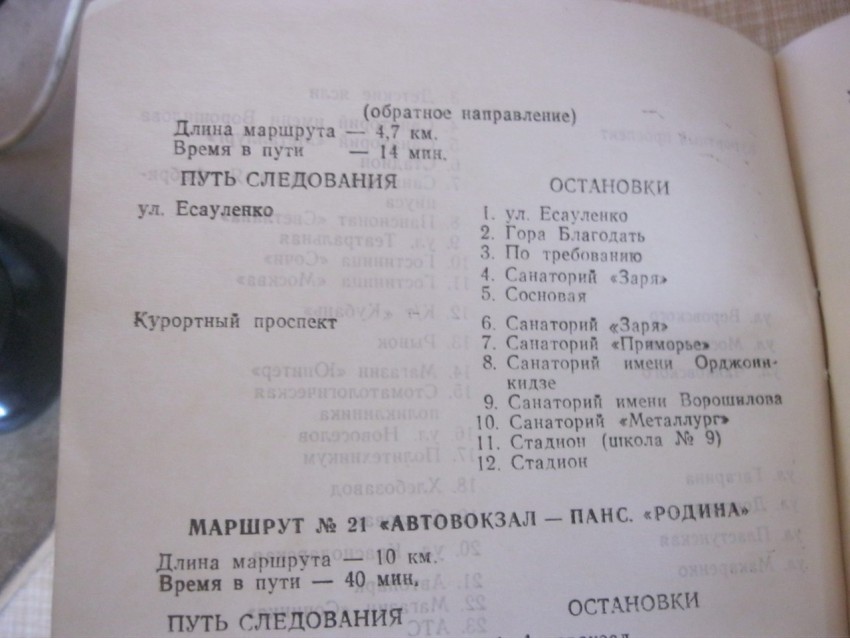 (обратное направление)
Длина маршрута — 4,7 км.
Время в пути — 14 мин.
ПУТЬ СЛЕДОВАНИЯ ОСТАНОВКИ
ул. Есауленко 1. ул. Есауленко
2. Гора Благодать
3. По требованию
4. Санаторий «Заря»
5. Сосновая
Курортный проспект 6. Санаторий «Заря»
7. Санаторий «Приморье»
8. Санаторий имени Орджони-
кидзе
9. Санаторий имени Ворошилова
10. Санаторий «Металлург»
11. Стадион (школа № 9)
12. Стадион
МАРШРУТ № 21 «АВТОВОКЗАЛ — ПАНС. «РОДИНА»
Длина маршрута — 10 км.
Время в пути — 40 мин.
ПУТЬ СЛЕДОВАНИЯ ОСТАНОВКИ